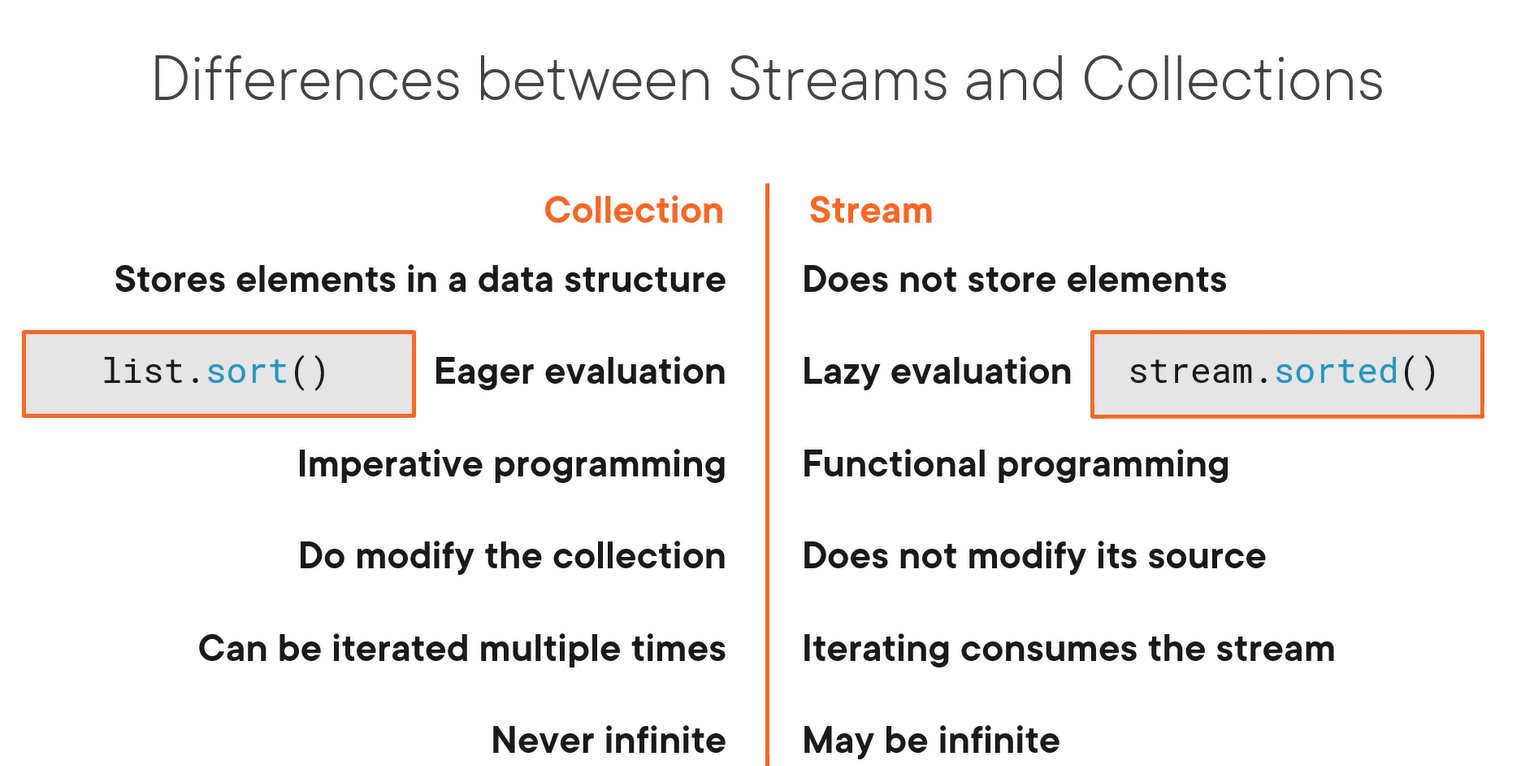 Differences between Streams and Collections
Collection
Stream
Stores elements in a data structure
Does not store elements
list.sort()
Eager evaluation
Lazy evaluation
stream.sorted()
Imperative programming
Functional programming
Do modify the collection
Does not modify its source
Can be iterated multiple times
Iterating consumes the stream
Never infinite
May be infinite